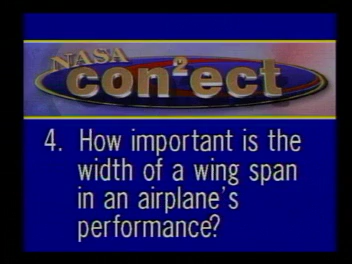 NASA
con2ect
4. How important is the
width of a wing span
in an airplane's
performance?